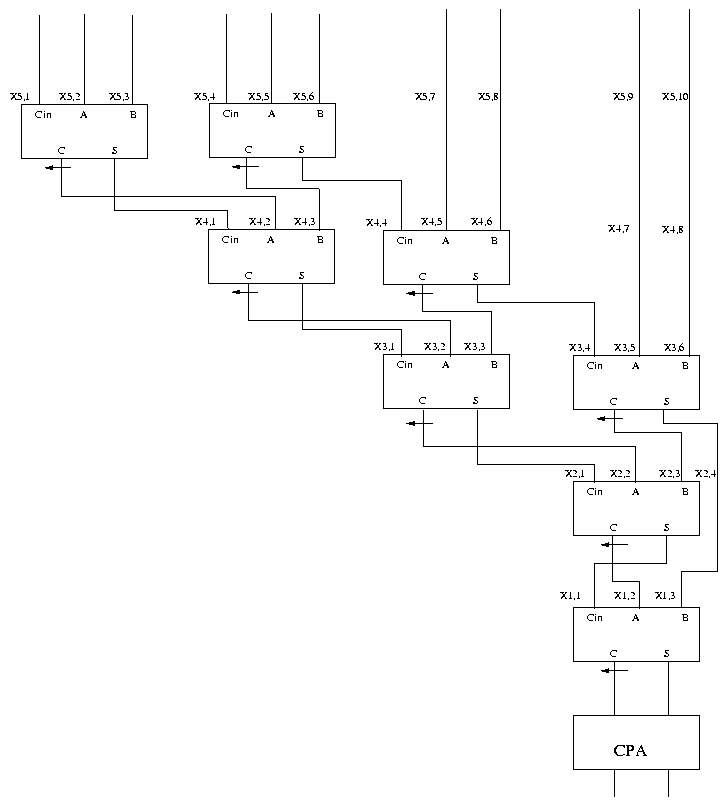 X5,1 X5,2 X5,3 X5,4 X5,5 X5,6 X5,7 X5,8 X5,9 X5,10
Cin A B Cin A B
C S C S
X4,1 X4,2 X4,3 X4,4 X4,5 X4,6 X4,7 X4,8
Cin A B Cin A B
C S C S
X3,1 X3,2 X3,3 X3,4 X3,5 X3,6
Cin A B Cin A B
C S C S
X2,1 X2,2 X2,3 X2,4
Cin A B
C S
X1,1 X1,2 X1,3
Cin A B
C S
CPA